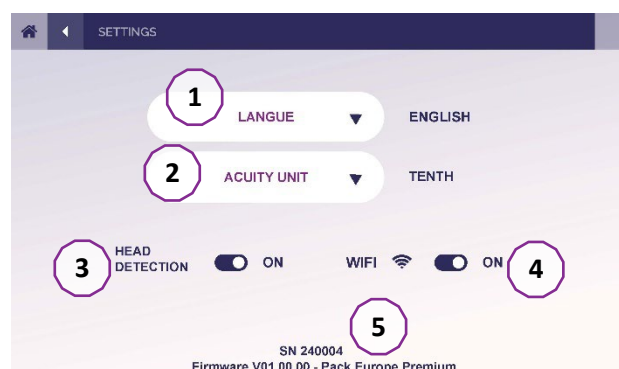 SETTINGS
1
LANGUE ▼ ENGLISH
2
ACUITY UNIT ▼ TENTH
3
HEAD
DETECTION ON
WIFI ON
4
5
SN 240004
Firmware V01.00.00 - Pack Europe Premium